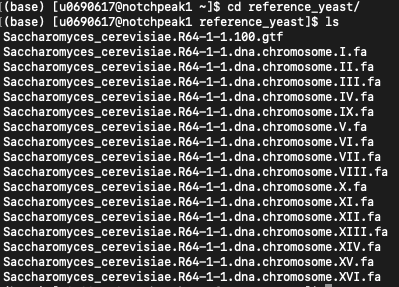 [(base) [u0690617@notchpeak1 ~]$ cd reference_yeast/
[(base) [u0690617@notchpeak1 reference_yeast]$ ls
Saccharomyces_cerevisiae.R64-1-1.100.gtf
Saccharomyces_cerevisiae.R64-1-1.dna.chromosome.I.fa
Saccharomyces_cerevisiae.R64-1-1.dna.chromosome.II.fa
Saccharomyces_cerevisiae.R64-1-1.dna.chromosome.III.fa
Saccharomyces_cerevisiae.R64-1-1.dna.chromosome.IV.fa
Saccharomyces_cerevisiae.R64-1-1.dna.chromosome.IX.fa
Saccharomyces_cerevisiae.R64-1-1.dna.chromosome.V.fa
Saccharomyces_cerevisiae.R64-1-1.dna.chromosome.VI.fa
Saccharomyces_cerevisiae.R64-1-1.dna.chromosome.VII.fa
Saccharomyces_cerevisiae.R64-1-1.dna.chromosome.VIII.fa
Saccharomyces_cerevisiae.R64-1-1.dna.chromosome.X.fa
Saccharomyces_cerevisiae.R64-1-1.dna.chromosome.XI.fa
Saccharomyces_cerevisiae.R64-1-1.dna.chromosome.XII.fa
Saccharomyces_cerevisiae.R64-1-1.dna.chromosome.XIII.fa
Saccharomyces_cerevisiae.R64-1-1.dna.chromosome.XIV.fa
Saccharomyces_cerevisiae.R64-1-1.dna.chromosome.XV.fa
Saccharomyces_cerevisiae.R64-1-1.dna.chromosome.XVI.fa